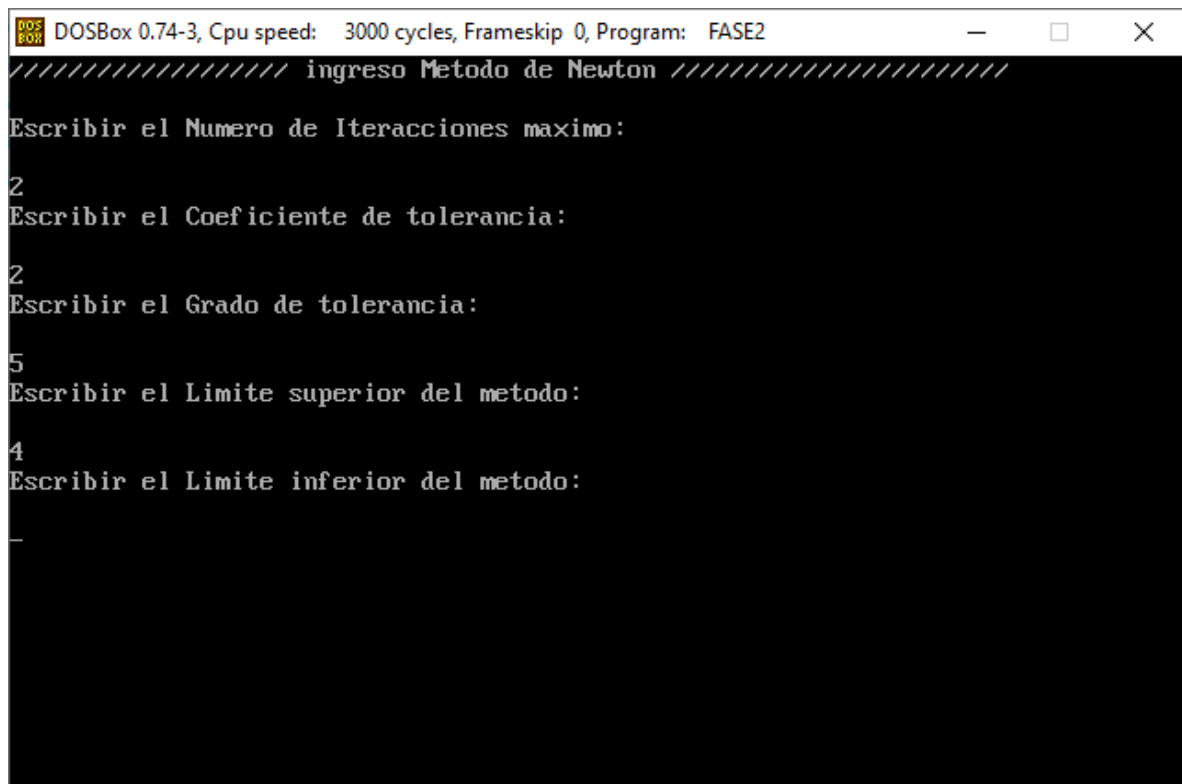 DOS BOX DOSBox 0.74-3, Cpu speed: 3000 cycles, Frameskip 0, Program: FASE2
/////////////////// ingreso Metodo de Newton ///////////////////////
Escribir el Numero de Iteracciones maximo:
2
Escribir el Coeficiente de tolerancia:
2
Escribir el Grado de tolerancia:
5
Escribir el Limite superior del metodo:
4
Escribir el Limite inferior del metodo:
_